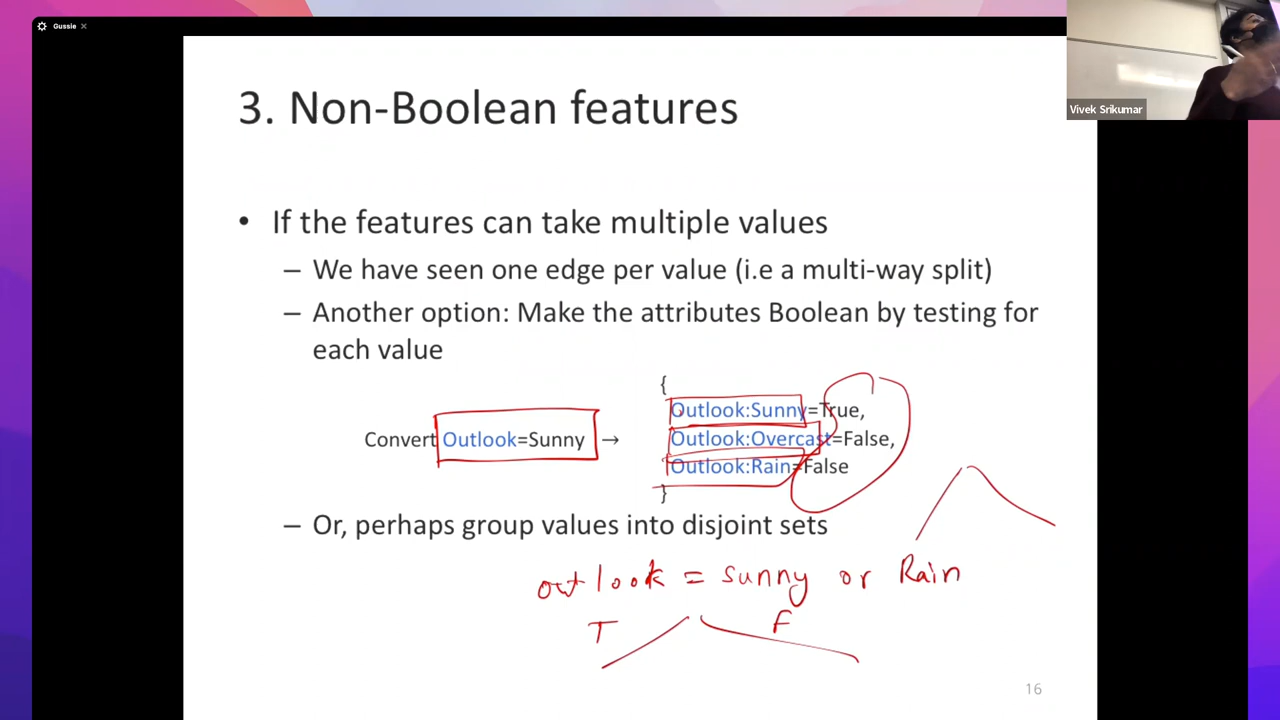 Gussie ×
Vivek Srikumar
3. Non-Boolean features
• If the features can take multiple values
– We have seen one edge per value (i.e a multi-way split)
– Another option: Make the attributes Boolean by testing for
each value
{
Outlook:Sunny=True,
Convert Outlook=Sunny → Outlook:Overcast=False,
Outlook:Rain=False
}
– Or, perhaps group values into disjoint sets
outlook = sunny or Rain
T F
16